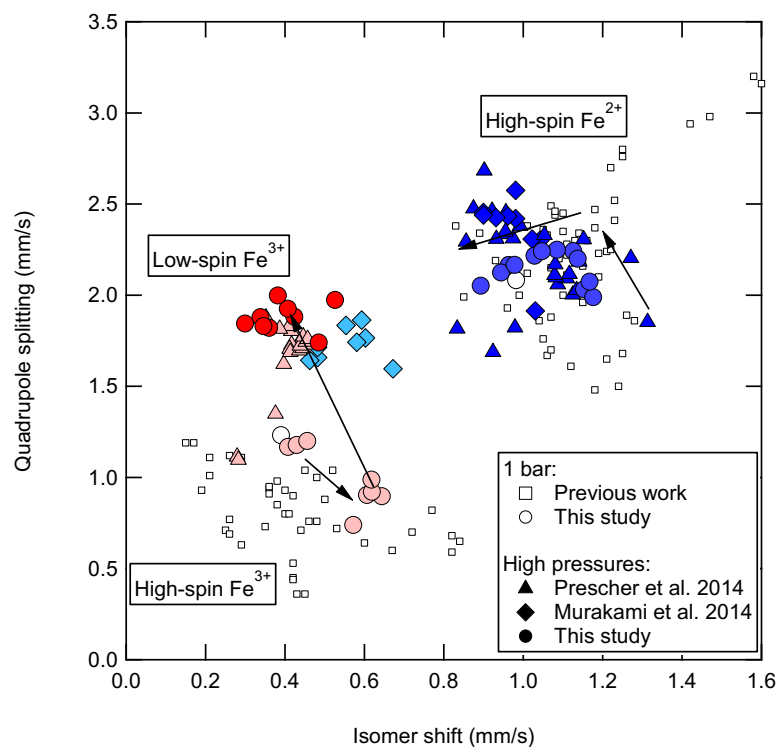 3.5
3.0
2.5
2.0
1.5
1.0
0.5
0.0
Quadrupole splitting (mm/s)
0.0 0.2 0.4 0.6 0.8 1.0 1.2 1.4 1.6
Isomer shift (mm/s)
High-spin Fe²⁺
Low-spin Fe³⁺
High-spin Fe³⁺
1 bar:
Previous work
This study
High pressures:
Prescher et al. 2014
Murakami et al. 2014
This study